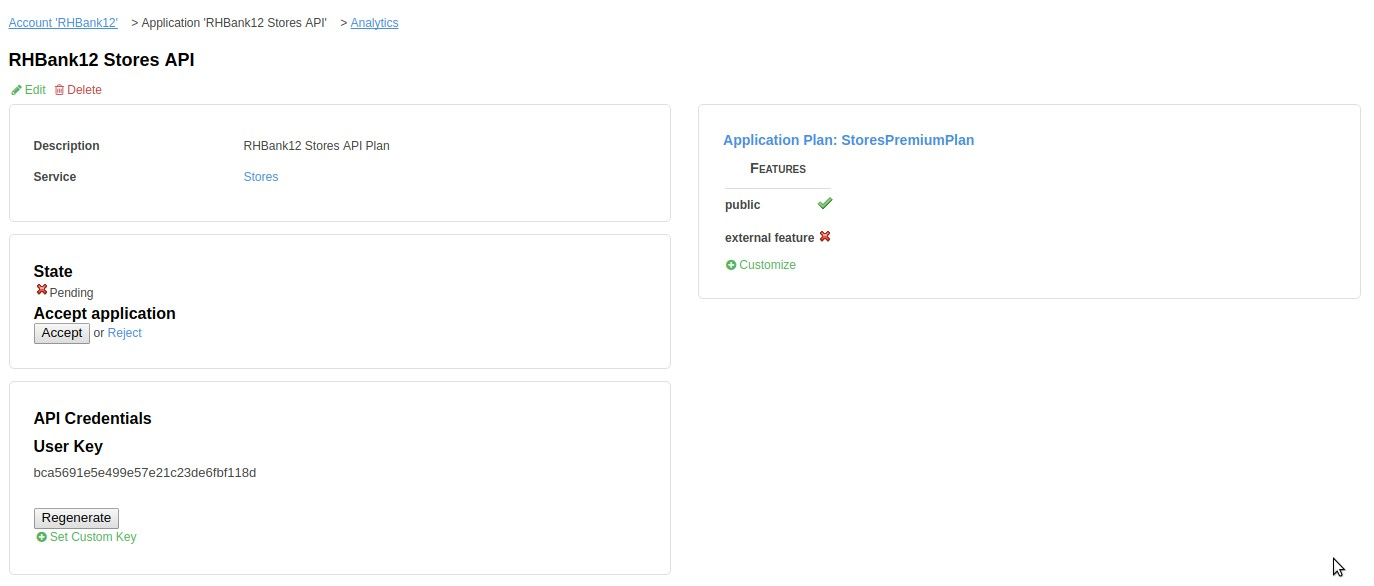 Account 'RHBank12' > Application 'RHBank12 Stores API' > Analytics
RHBank12 Stores API
Edit Delete
Description RHBank12 Stores API Plan
Service Stores
State
Pending
Accept application
Accept or Reject
API Credentials
User Key
bca5691e5e499e57e21c23de6fbf118d
Regenerate
Set Custom Key
Application Plan: StoresPremiumPlan
Features
public
external feature
Customize